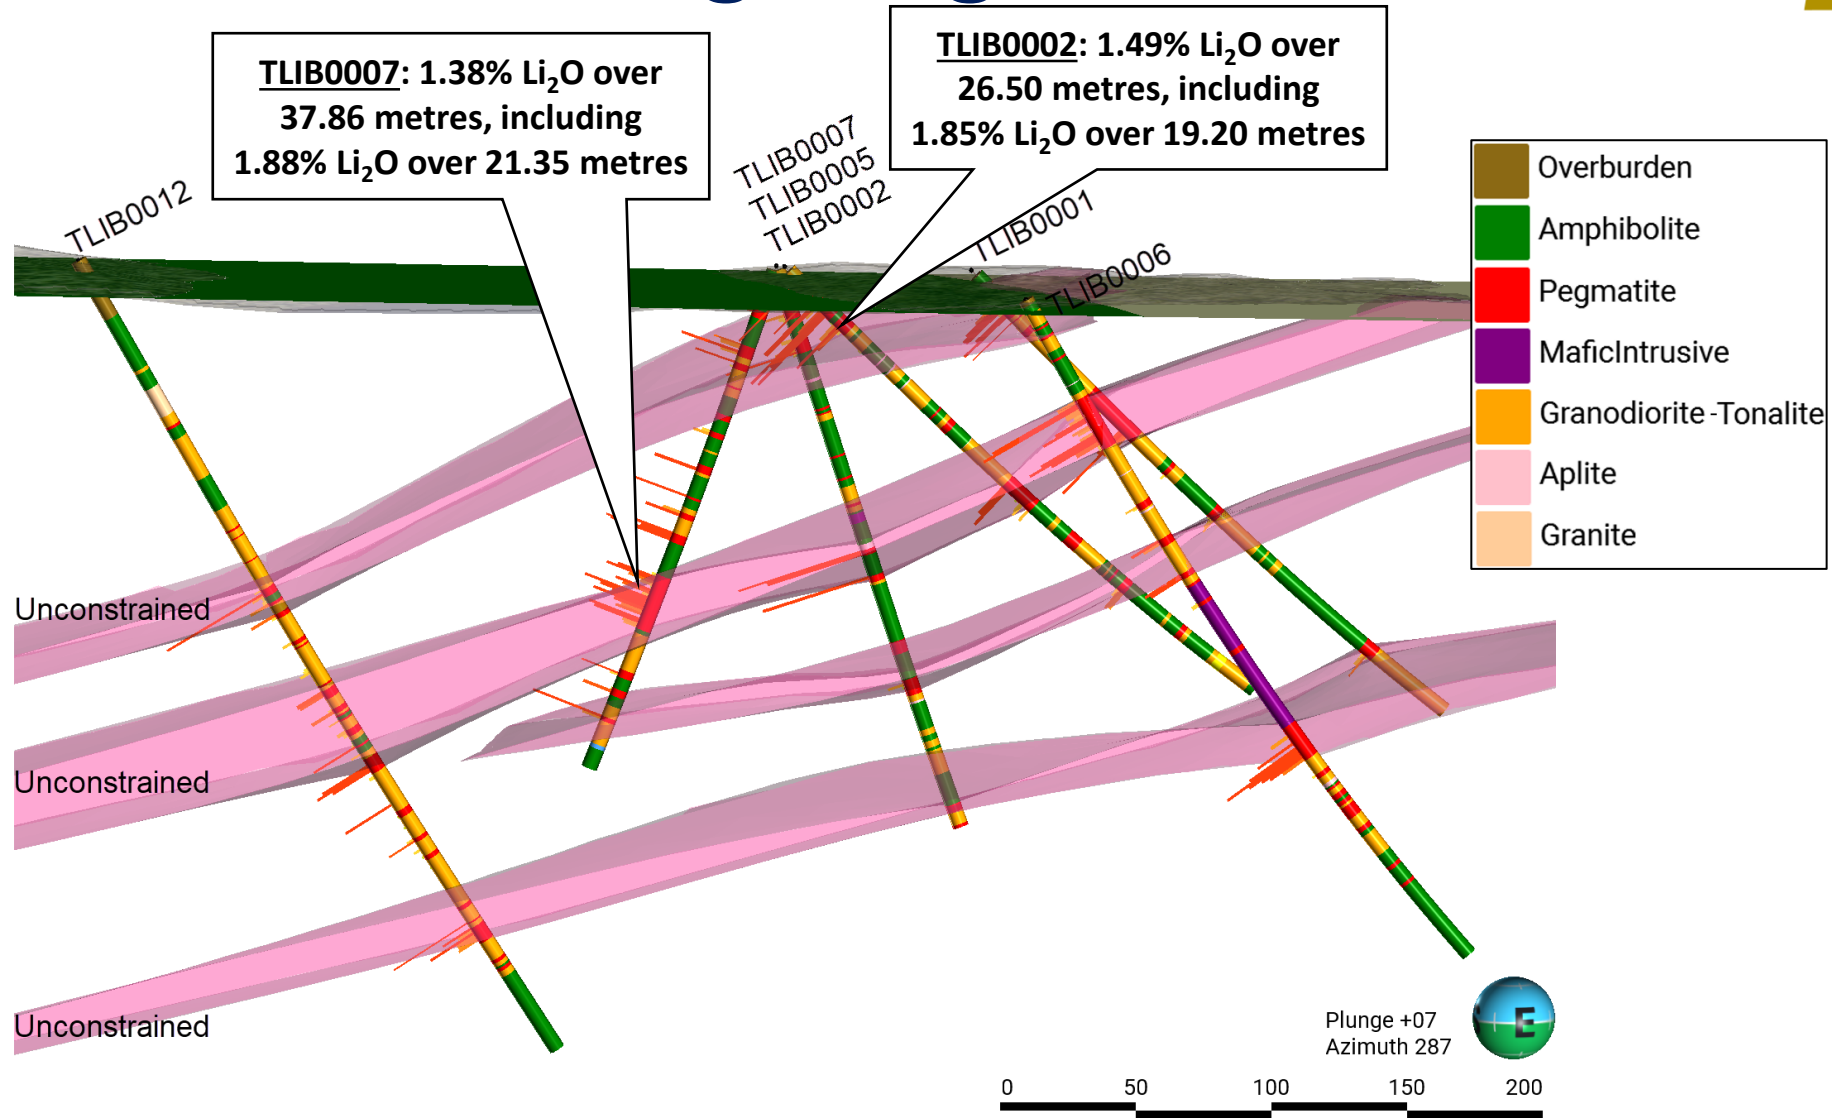 TLIB0007: 1.38% Li₂O over
37.86 metres, including
1.88% Li₂O over 21.35 metres
TLIB0002: 1.49% Li₂O over
26.50 metres, including
1.85% Li₂O over 19.20 metres
TLIB0012
TLIB0007
TLIB0005
TLIB0002
TLIB0001
TLIB0006
Overburden
Amphibolite
Pegmatite
MaficIntrusive
Granodiorite -Tonalite
Aplite
Granite
Unconstrained
Unconstrained
Unconstrained
Plunge +07
Azimuth 287
E
0 50 100 150 200